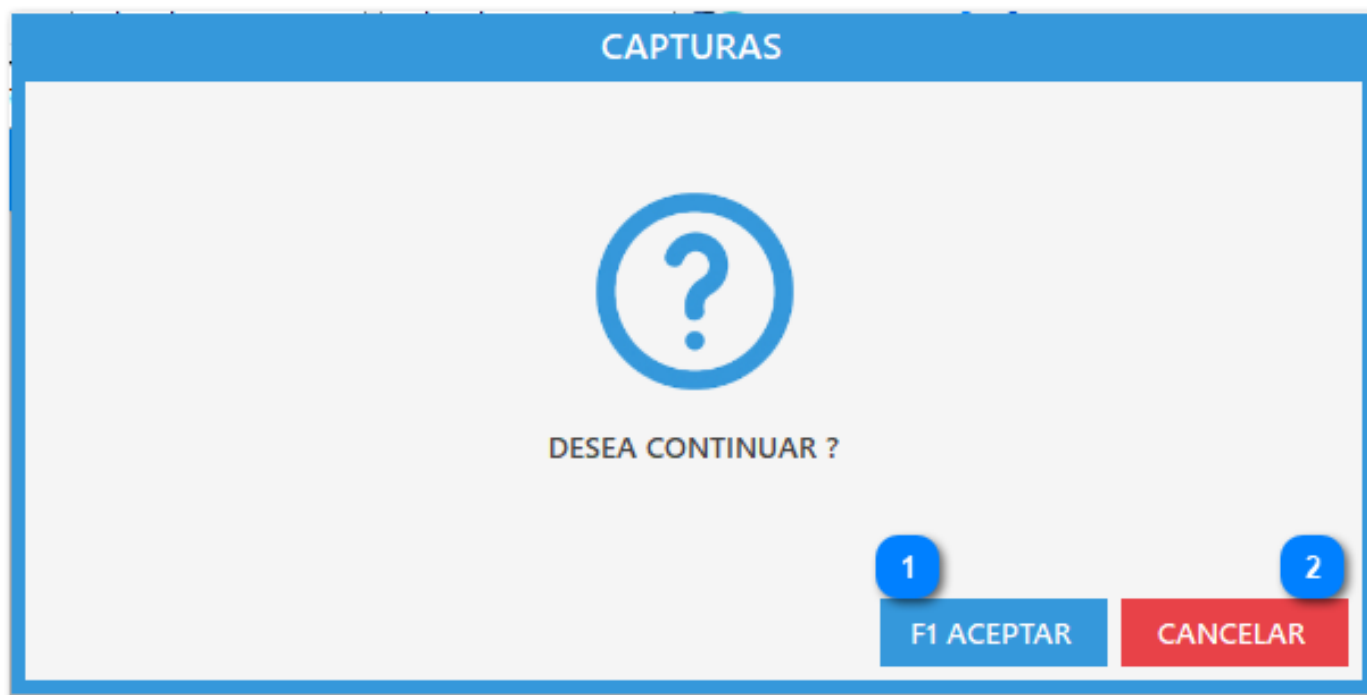 CAPTURAS
DESEA CONTINUAR ?
1
2
F1 ACEPTAR
CANCELAR